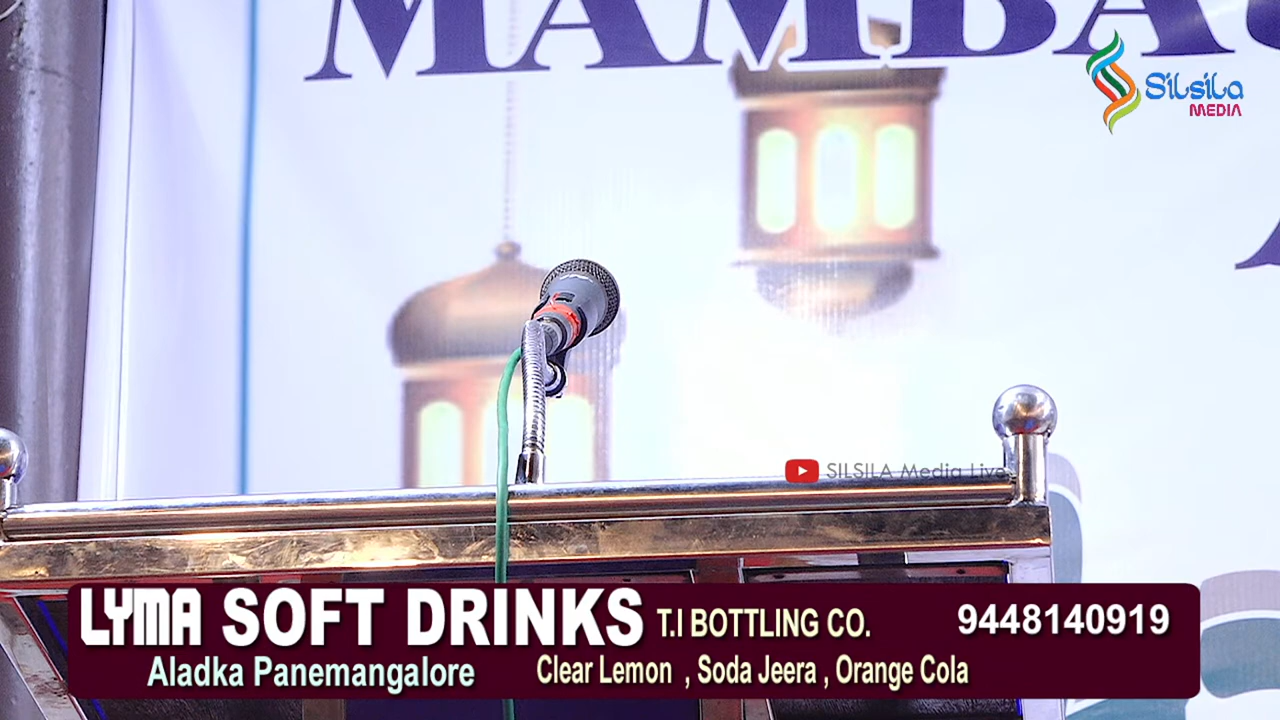 Silsila
MEDIA
SILSILA Media Live
LYMA SOFT DRINKS T.I BOTTLING CO. 9448140919
Aladka Panemangalore Clear Lemon , Soda Jeera , Orange Cola